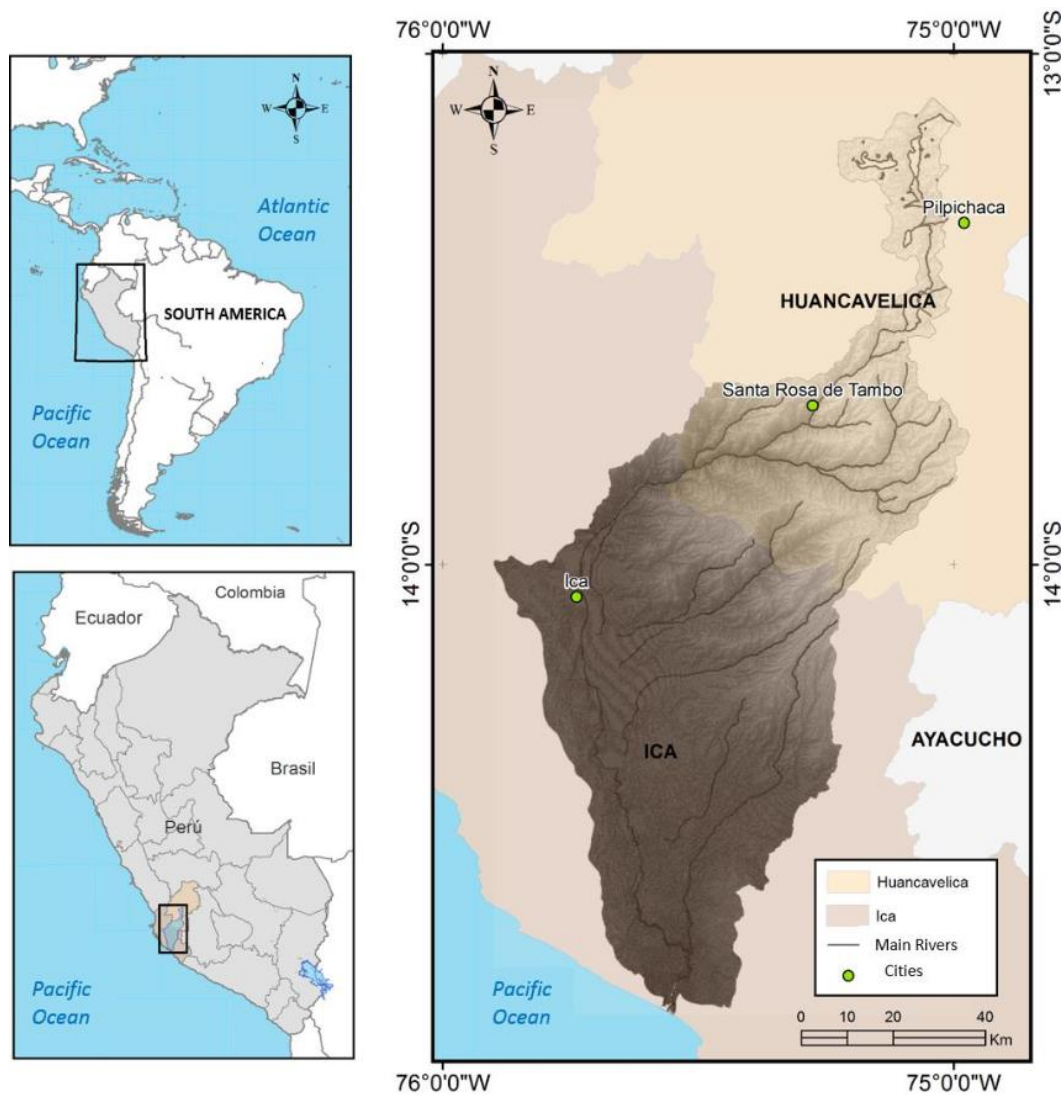 N
W E
S
Atlantic
Ocean
SOUTH AMERICA
Pacific
Ocean
Ecuador
Colombia
Brasil
Perú
Pacific
Ocean
76°0'0"W 75°0'0"W
13°0'0"S
N
W E
S
Pilpichaca
HUANCAVELICA
Santa Rosa de Tambo
14°0'0"S 14°0'0"S
Ica
ICA
AYACUCHO
Pacific
Ocean
Huancavelica
Ica
Main Rivers
Cities
0 10 20 40
Km
76°0'0"W 75°0'0"W